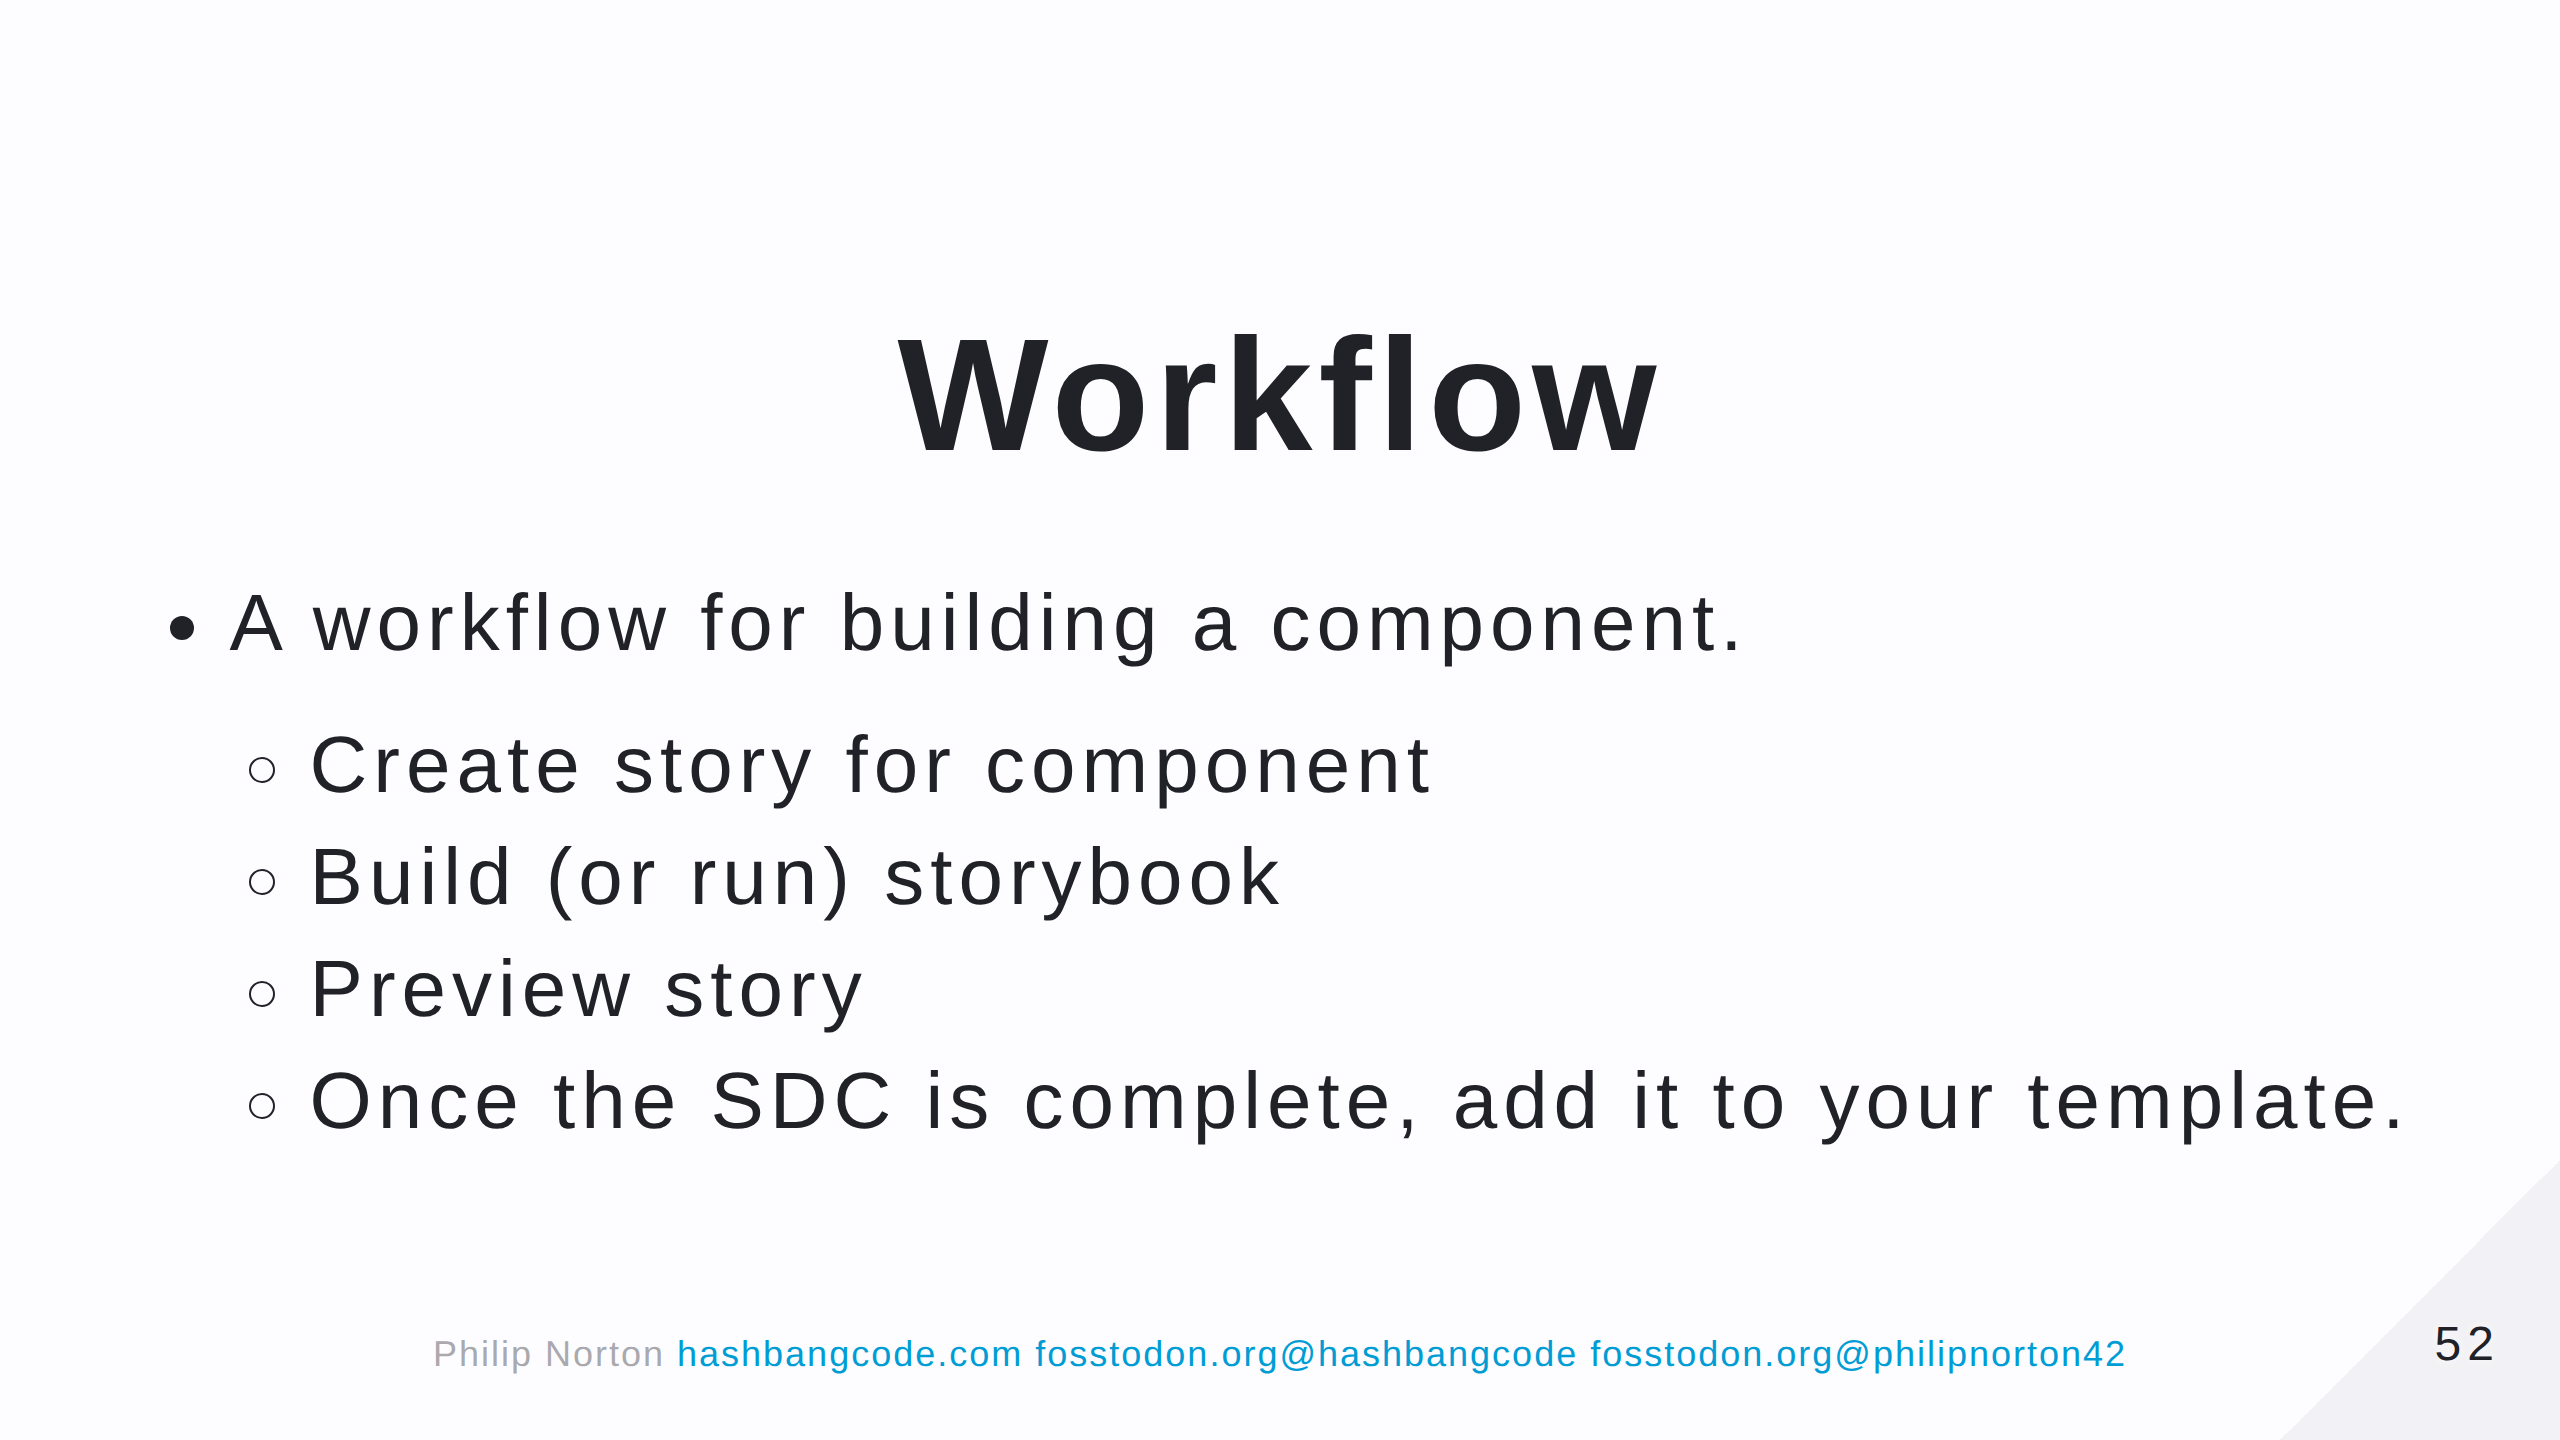 Workflow
• A workflow for building a component.
○ Create story for component
○ Build (or run) storybook
○ Preview story
○ Once the SDC is complete, add it to your template.
Philip Norton hashbangcode.com fosstodon.org@hashbangcode fosstodon.org@philipnorton42
52